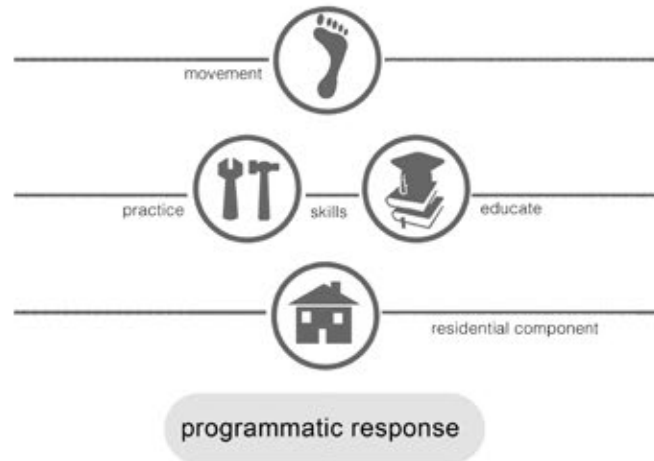 movement
practice skills educate
residential component
programmatic response